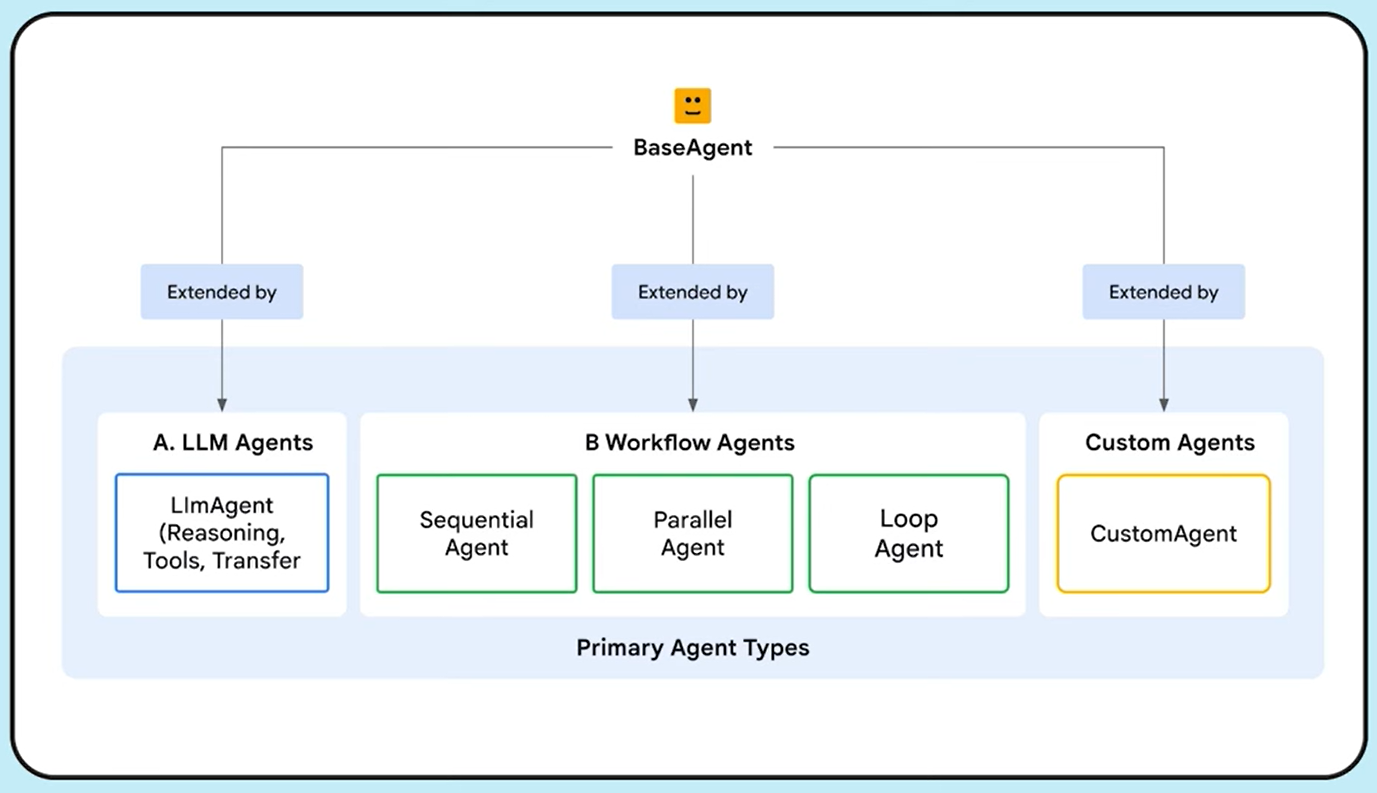 BaseAgent
Extended by
Extended by
Extended by
A. LLM Agents
LlmAgent
(Reasoning,
Tools, Transfer
B Workflow Agents
Sequential
Agent
Parallel
Agent
Loop
Agent
Custom Agents
CustomAgent
Primary Agent Types